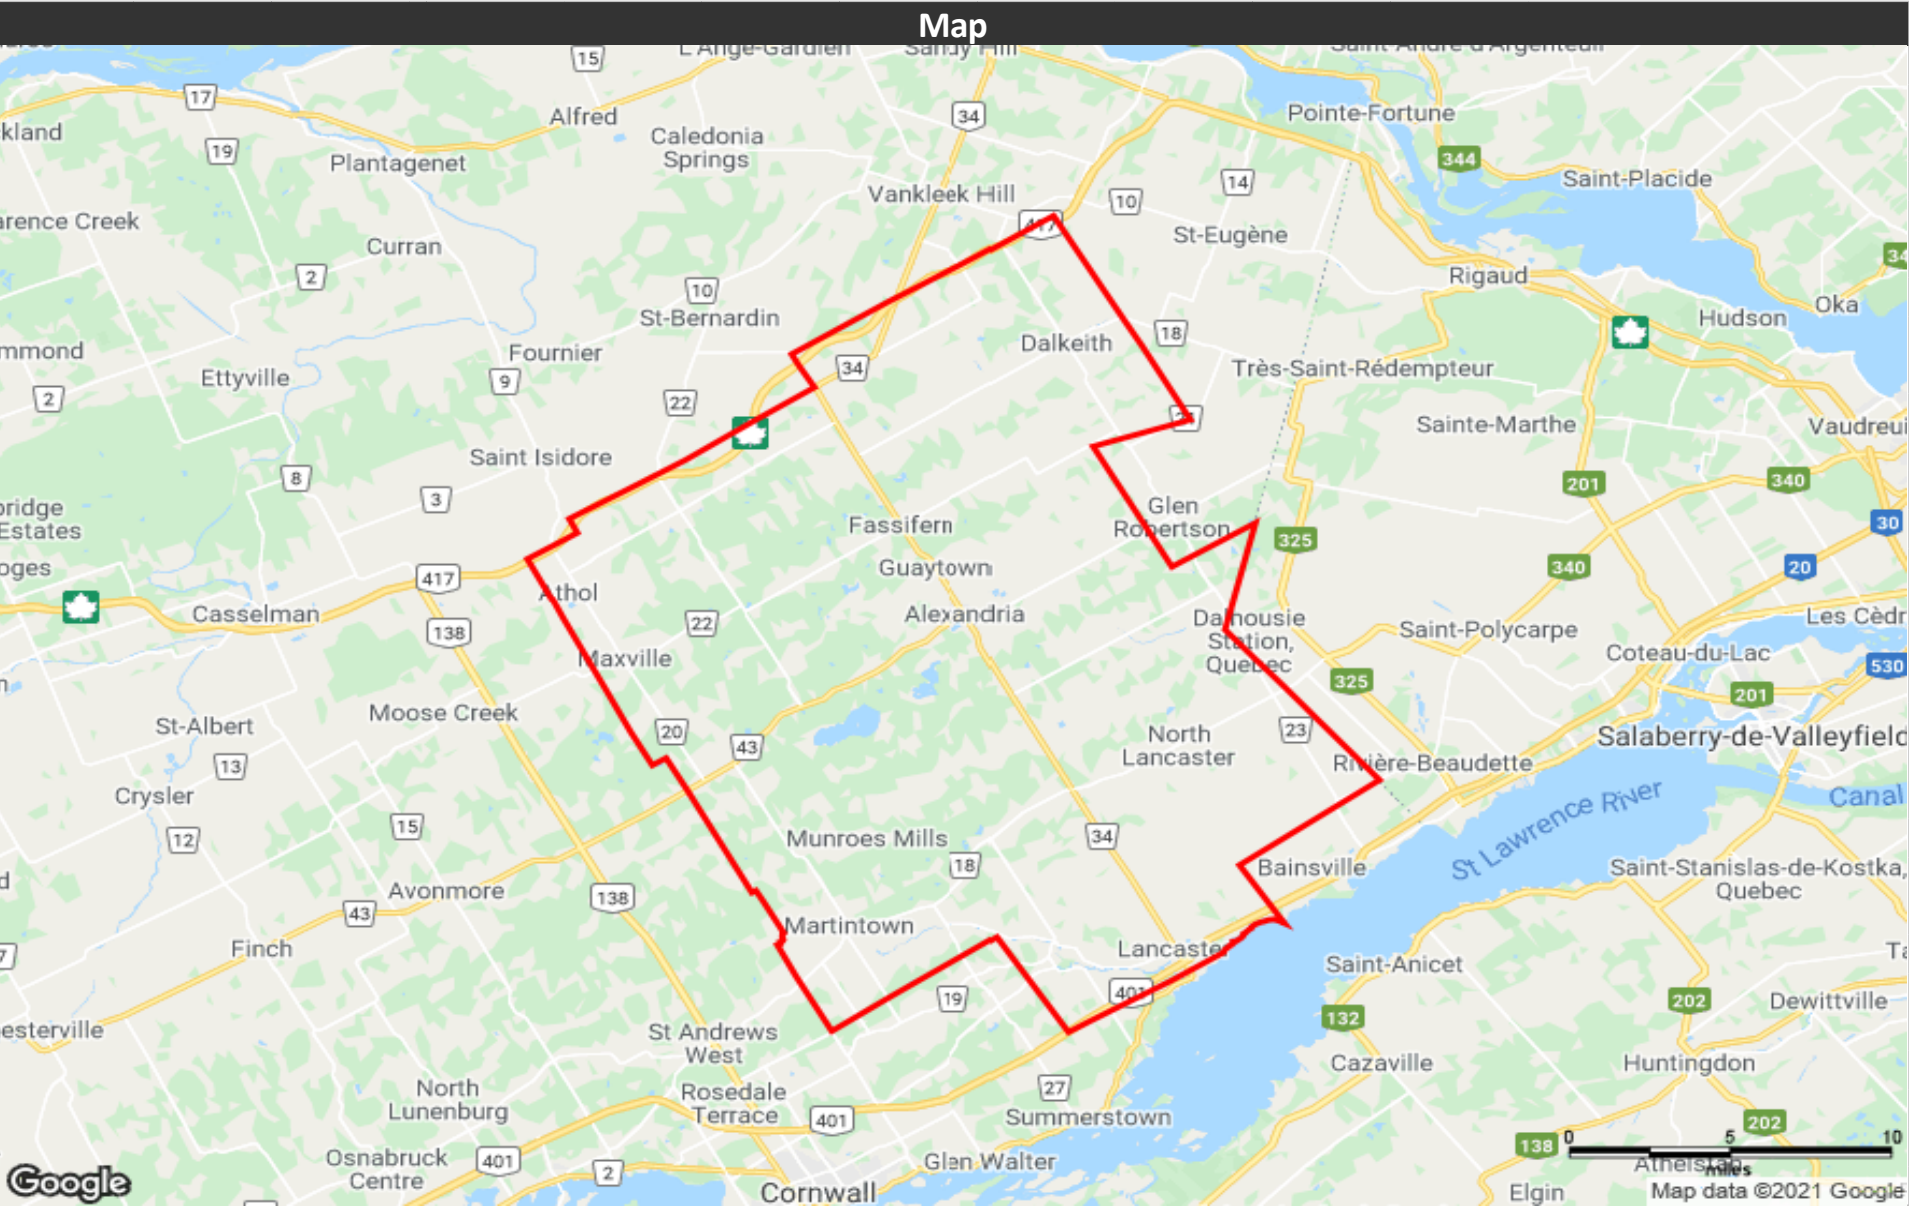 Map
L'Ange-Gardien
Sandy Hill
Saint-André-d'Argenteuil
15
17
Alfred
34
Pointe-Fortune
kland
19
Plantagenet
Caledonia
Springs
344
Saint-Placide
Vankleek Hill
14
10
arence Creek
Curran
417
St-Eugène
34
2
Rigaud
10
St-Bernardin
Oka
Hudson
mmond
Fournier
Dalkeith
18
Ettyville
9
34
Très-Saint-Rédempteur
2
22
Sainte-Marthe
Vaudreui
Saint Isidore
8
3
201
340
bridge
Estates
Glen
Robertson
Fassifern
30
325
oges
417
Guaytown
340
20
Athol
Casselman
Alexandria
138
22
Dalhousie
Station,
Quebec
Saint-Polycarpe
Les Cèdr
Maxville
Coteau-du-Lac
530
325
201
Moose Creek
St-Albert
20
43
North
Lancaster
23
Salaberry-de-Valleyfield
13
Rivière-Beaudette
Crysler
St Lawrence River
Canal
12
15
Munroes Mills
34
18
Bainsville
Saint-Stanislas-de-Kostka,
Quebec
d
Avonmore
138
43
Martintown
Finch
Lancaster
7
Saint-Anicet
401
19
202
Dewittville
132
esterville
St Andrews
West
Cazaville
Huntingdon
North
Lunenburg
Rosedale
Terrace
27
401
Summerstown
202
138
0 5 10
miles
Osnabruck
Centre
401
2
Glen Walter
Athelstan
Google
Cornwall
Elgin
Map data ©2021 Google